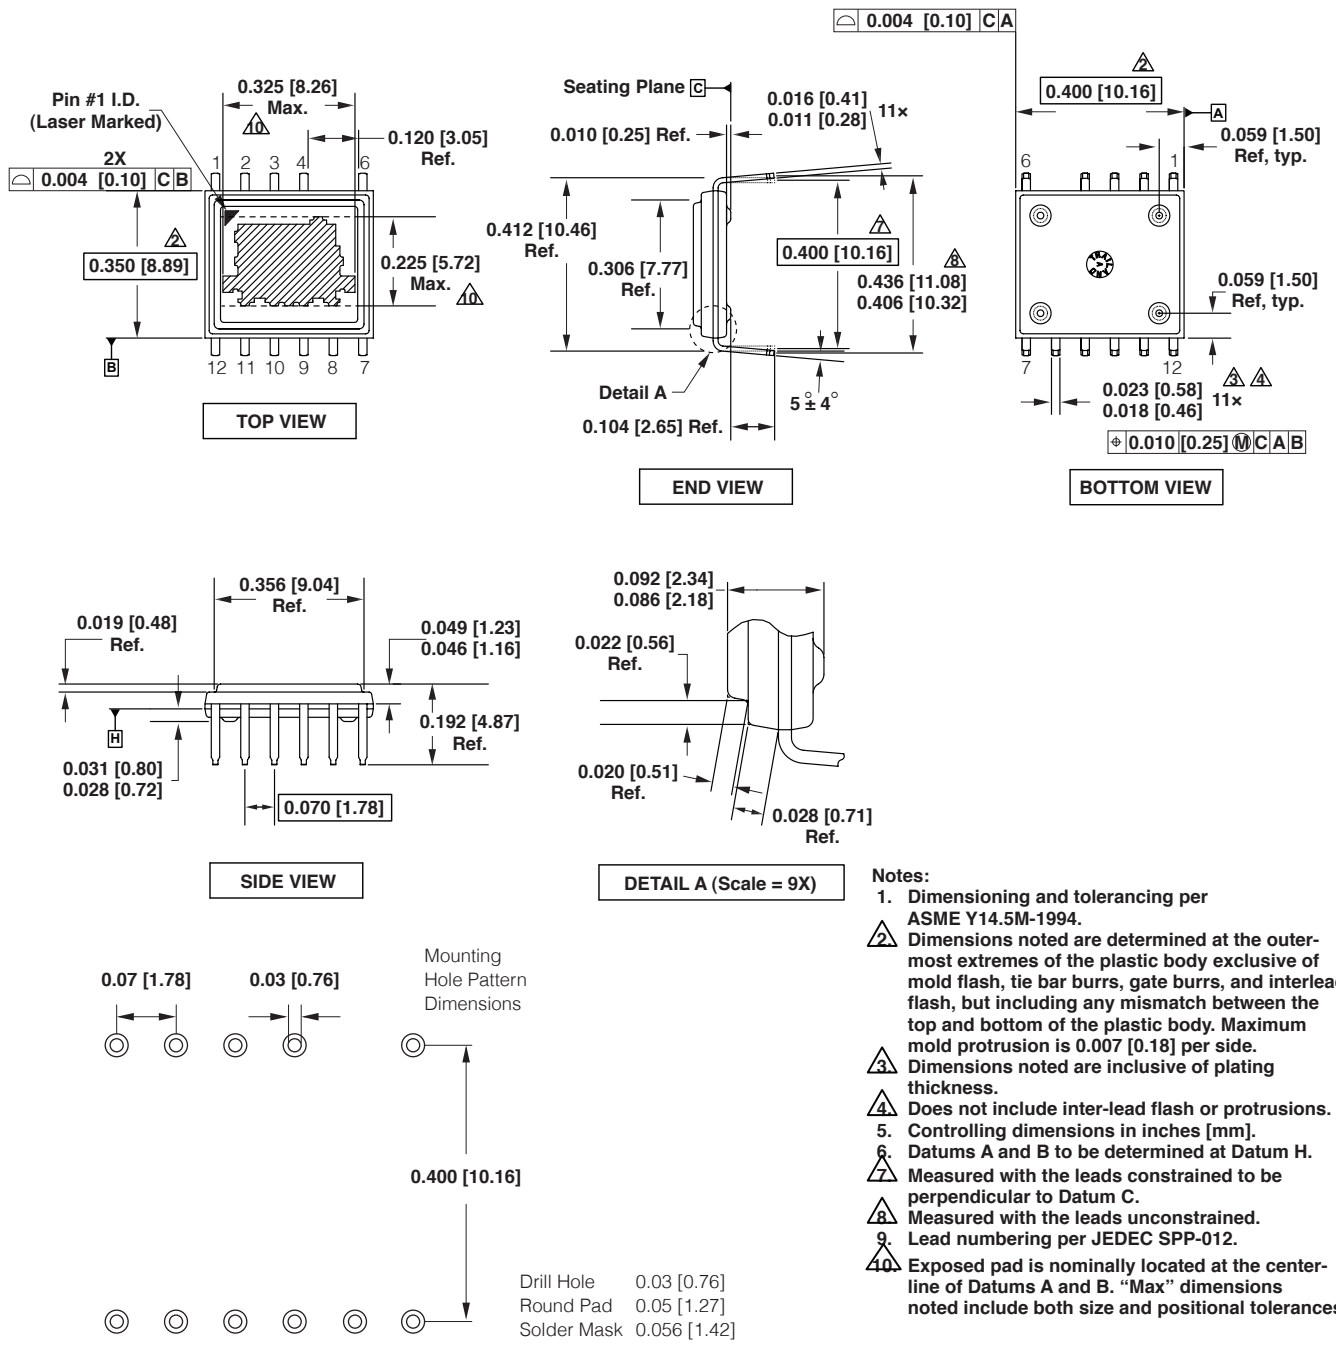 0.004 [0.10] C A
Pin #1 I.D.
(Laser Marked)
0.325 [8.26]
Max.
10
0.120 [3.05]
Ref.
2X
0.004 [0.10] C B
1 2 3 4 6
2
0.350 [8.89]
0.225 [5.72]
Max.
10
B
12 11 10 9 8 7
TOP VIEW
Seating Plane C
0.010 [0.25] Ref.
0.016 [0.41]
0.011 [0.28]
11×
0.412 [10.46]
Ref.
0.306 [7.77]
Ref.
7
0.400 [10.16]
8
0.436 [11.08]
0.406 [10.32]
Detail A
5 ± 4°
0.104 [2.65] Ref.
END VIEW
2
0.400 [10.16]
A
0.059 [1.50]
Ref, typ.
6 1
0.059 [1.50]
Ref, typ.
7 12
0.023 [0.58]
0.018 [0.46]
11×
3 4
0.010 [0.25] M C A B
BOTTOM VIEW
0.356 [9.04]
Ref.
0.019 [0.48]
Ref.
0.049 [1.23]
0.046 [1.16]
H
0.192 [4.87]
Ref.
0.031 [0.80]
0.028 [0.72]
0.070 [1.78]
SIDE VIEW
0.092 [2.34]
0.086 [2.18]
0.022 [0.56]
Ref.
0.020 [0.51]
Ref.
0.028 [0.71]
Ref.
DETAIL A (Scale = 9X)
0.07 [1.78]
0.03 [0.76]
Mounting
Hole Pattern
Dimensions
0.400 [10.16]
Drill Hole 0.03 [0.76]
Round Pad 0.05 [1.27]
Solder Mask 0.056 [1.42]
Notes:
1. Dimensioning and tolerancing per
ASME Y14.5M-1994.
2. Dimensions noted are determined at the outer-
most extremes of the plastic body exclusive of
mold flash, tie bar burrs, gate burrs, and interlead
flash, but including any mismatch between the
top and bottom of the plastic body. Maximum
mold protrusion is 0.007 [0.18] per side.
3. Dimensions noted are inclusive of plating
thickness.
4. Does not include inter-lead flash or protrusions.
5. Controlling dimensions in inches [mm].
6. Datums A and B to be determined at Datum H.
7. Measured with the leads constrained to be
perpendicular to Datum C.
8. Measured with the leads unconstrained.
9. Lead numbering per JEDEC SPP-012.
10. Exposed pad is nominally located at the center-
line of Datums A and B. “Max” dimensions
noted include both size and positional tolerances